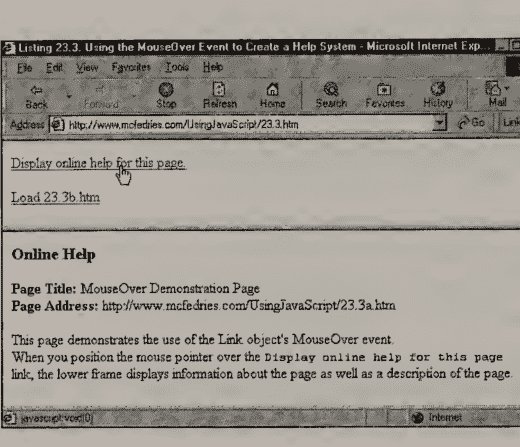 Listing 23.3. Using the MouseOver Event to Create a Help System - Microsoft Internet Exp...
File Edit View Favorites Tools Help
Back Forward Stop Refresh Home Search Favorites History Mail
Address http://www.mcfedries.com/UsingJavaScript/23.3.htm Go Link
Display online help for this page.
Load 23.3b.htm
Online Help
Page Title: MouseOver Demonstration Page
Page Address: http://www.mcfedries.com/UsingJavaScript/23.3a.htm
This page demonstrates the use of the Link object's MouseOver event.
When you position the mouse pointer over the Display online help for this page
link, the lower frame displays information about the page as well as a description of the page.
javascript:void(0) Internet